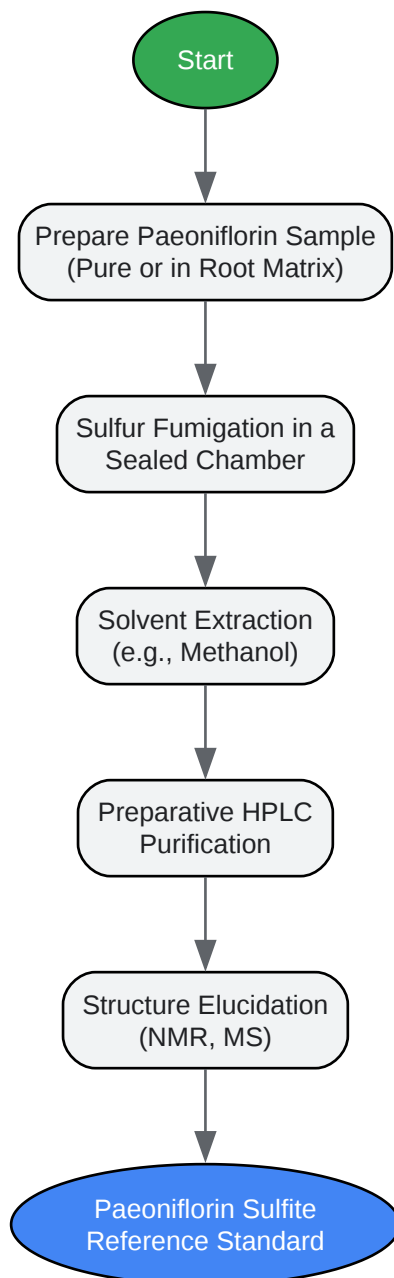 Start
Prepare Paeoniflorin Sample
(Pure or in Root Matrix)
Sulfur Fumigation in a
Sealed Chamber
Solvent Extraction
(e.g., Methanol)
Preparative HPLC
Purification
Structure Elucidation
(NMR, MS)
Paeoniflorin Sulfite
Reference Standard